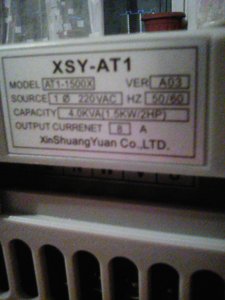 XSY-AT1
MODEL AT1-1500X VER A03
SOURCE 1 Ø 220VAC HZ 50/60
CAPACITY 4.0KVA(1.5KW/2HP)
OUTPUT CURRENET 8 A
XinShuangYuan Co.,LTD.